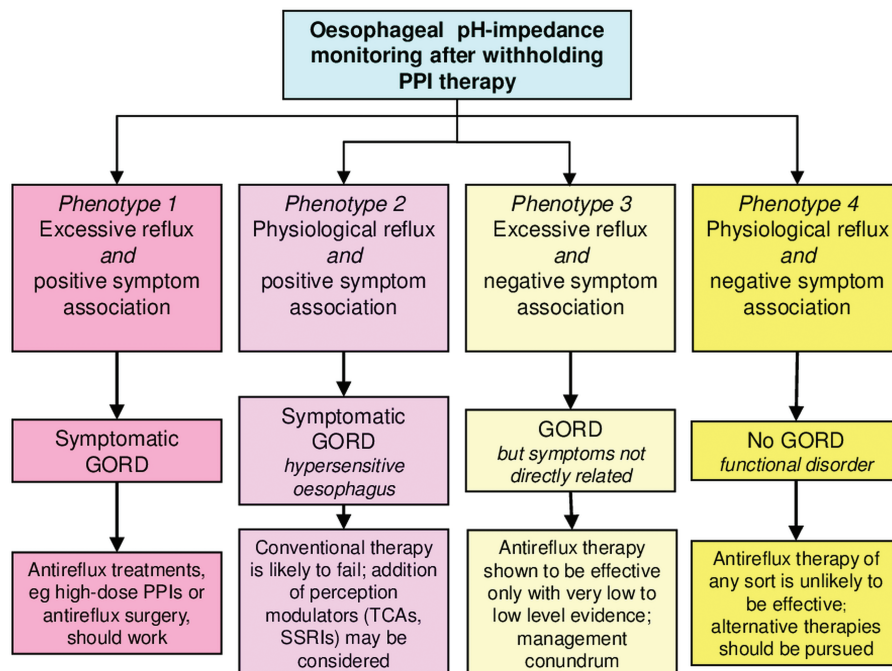 Oesophageal pH-impedance
monitoring after withholding
PPI therapy
Phenotype 1
Excessive reflux
and
positive symptom
association
Phenotype 2
Physiological reflux
and
positive symptom
association
Phenotype 3
Excessive reflux
and
negative symptom
association
Phenotype 4
Physiological reflux
and
negative symptom
association
Symptomatic
GORD
Symptomatic
GORD
hypersensitive
oesophagus
GORD
but symptoms not
directly related
No GORD
functional disorder
Antireflux treatments,
eg high-dose PPIs or
antireflux surgery,
should work
Conventional therapy
is likely to fail; addition
of perception
modulators (TCAs,
SSRIs) may be
considered
Antireflux therapy
shown to be effective
only with very low to
low level evidence;
management
conundrum
Antireflux therapy of
any sort is unlikely to
be effective;
alternative therapies
should be pursued